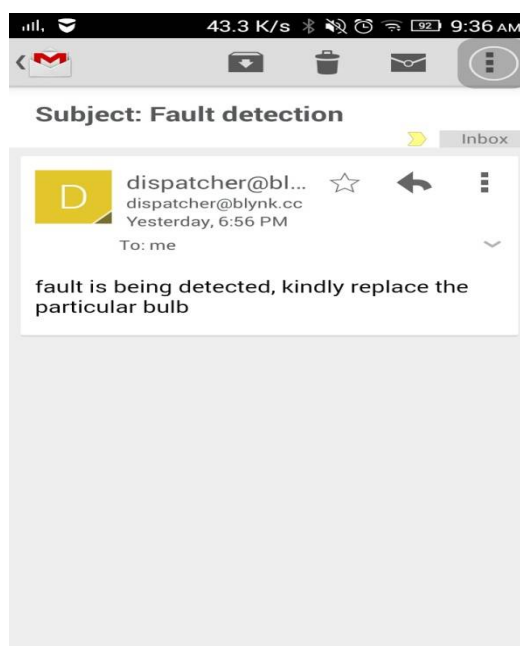 43.3 K/s 92 9:36 AM
Subject: Fault detection
Inbox
D
dispatcher@bl...
dispatcher@blynk.cc
Yesterday, 6:56 PM
To: me
fault is being detected, kindly replace the
particular bulb